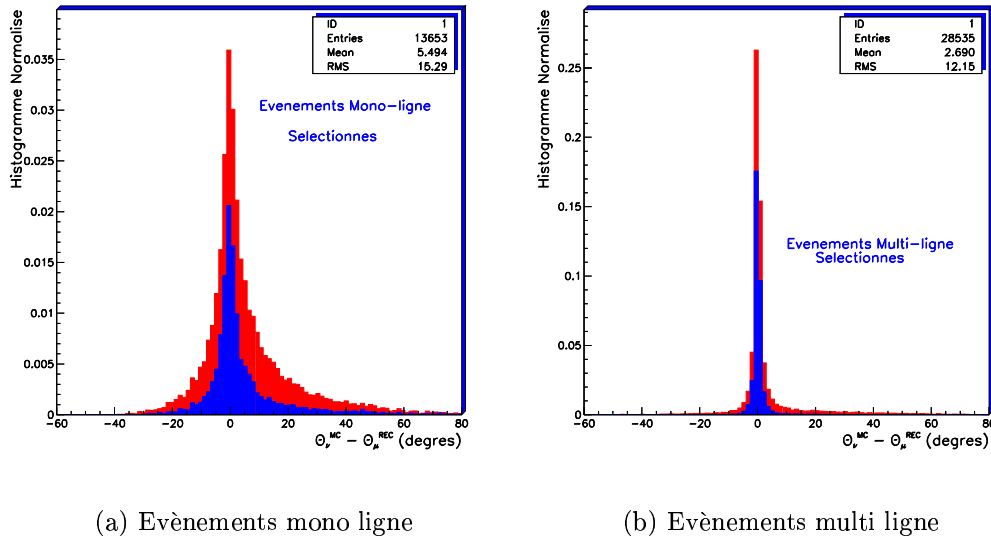 Histogramme Normalise
0.035
0.03
0.025
0.02
0.015
0.01
0.005
0
-60
-40
-20
0
20
40
60
80
ID 1
Entries 13653
Mean 5.494
RMS 15.29
Evenements Mono-ligne
Selectionnes
Θ_ν^MC − Θ_μ^REC (degres)
(a) Evènements mono ligne
Histogramme Normalise
0.25
0.2
0.15
0.1
0.05
0
-60
-40
-20
0
20
40
60
80
ID 1
Entries 28535
Mean 2.690
RMS 12.15
Evenements Multi-ligne
Selectionnes
Θ_ν^MC − Θ_μ^REC (degres)
(b) Evènements multi ligne